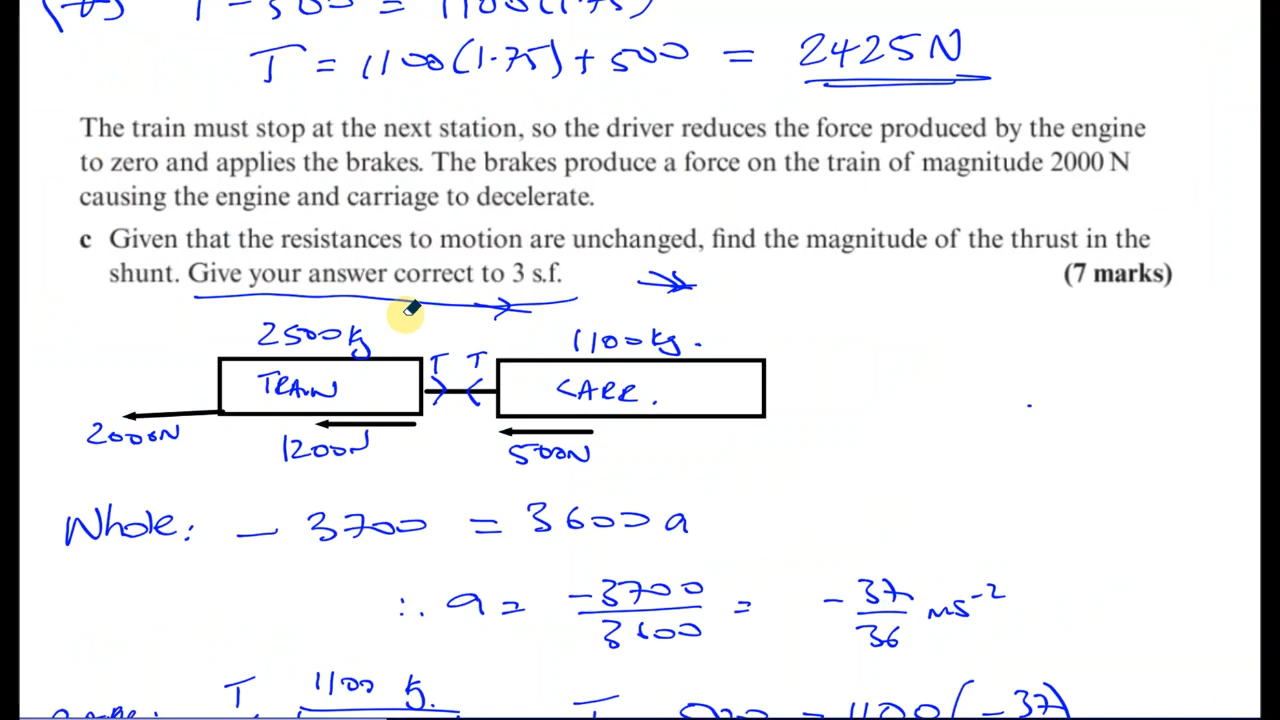 T = 1100(1.75) + 500 = 2425N
The train must stop at the next station, so the driver reduces the force produced by the engine
to zero and applies the brakes. The brakes produce a force on the train of magnitude 2000 N
causing the engine and carriage to decelerate.
c Given that the resistances to motion are unchanged, find the magnitude of the thrust in the
shunt. Give your answer correct to 3 s.f. (7 marks)
2500kg 1100kg.
T T
TRAIN CARR.
2000N
1200N 500N
Whole: - 3700 = 3600a
∴ a = -3700/3600 = -37/36 ms⁻²
T 1100 kg.